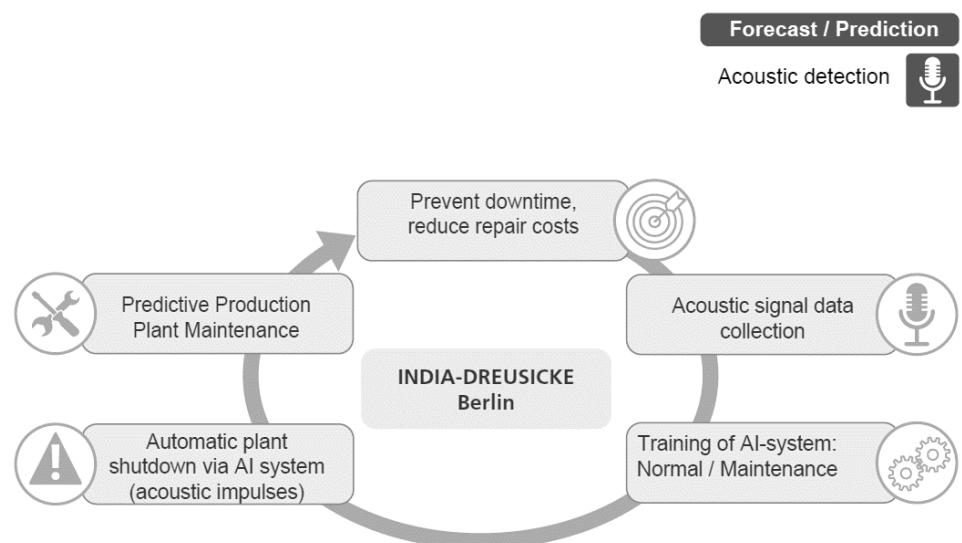 Forecast / Prediction
Acoustic detection
Prevent downtime,
reduce repair costs
Acoustic signal data
collection
Training of AI-system:
Normal / Maintenance
Automatic plant
shutdown via AI system
(acoustic impulses)
Predictive Production
Plant Maintenance
INDIA-DREUSICKE
Berlin